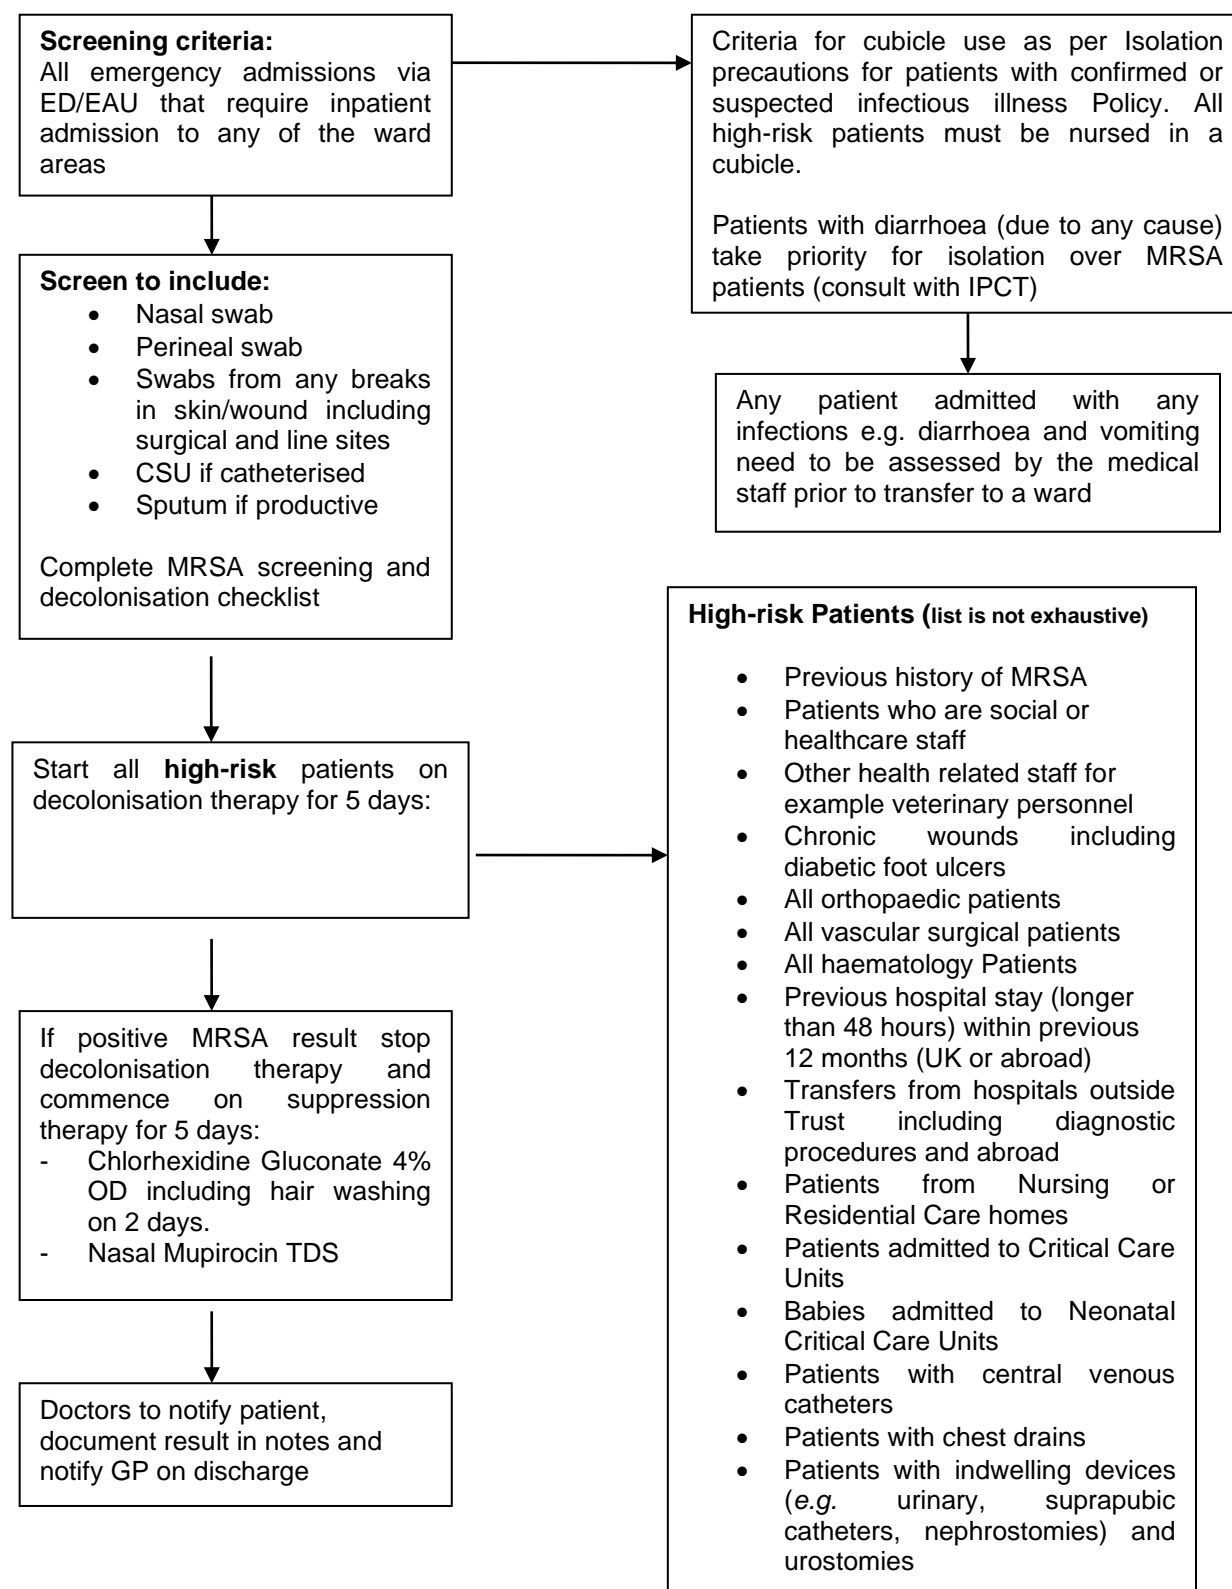 Screening criteria:
All emergency admissions via
ED/EAU that require inpatient
admission to any of the ward
areas
Criteria for cubicle use as per Isolation
precautions for patients with confirmed or
suspected infectious illness Policy. All
high-risk patients must be nursed in a
cubicle.
Patients with diarrhoea (due to any cause)
take priority for isolation over MRSA
patients (consult with IPCT)
Screen to include:
• Nasal swab
• Perineal swab
• Swabs from any breaks
in skin/wound including
surgical and line sites
• CSU if catheterised
• Sputum if productive
Complete MRSA screening and
decolonisation checklist
Any patient admitted with any
infections e.g. diarrhoea and vomiting
need to be assessed by the medical
staff prior to transfer to a ward
Start all high-risk patients on
decolonisation therapy for 5 days:
High-risk Patients (list is not exhaustive)
• Previous history of MRSA
• Patients who are social or
healthcare staff
• Other health related staff for
example veterinary personnel
• Chronic wounds including
diabetic foot ulcers
• All orthopaedic patients
• All vascular surgical patients
• All haematology Patients
• Previous hospital stay (longer
than 48 hours) within previous
12 months (UK or abroad)
• Transfers from hospitals outside
Trust including diagnostic
procedures and abroad
• Patients from Nursing or
Residential Care homes
• Patients admitted to Critical Care
Units
• Babies admitted to Neonatal
Critical Care Units
• Patients with central venous
catheters
• Patients with chest drains
• Patients with indwelling devices
(e.g. urinary, suprapubic
catheters, nephrostomies) and
urostomies
If positive MRSA result stop
decolonisation therapy and
commence on suppression
therapy for 5 days:
- Chlorhexidine Gluconate 4%
OD including hair washing
on 2 days.
- Nasal Mupirocin TDS
Doctors to notify patient,
document result in notes and
notify GP on discharge